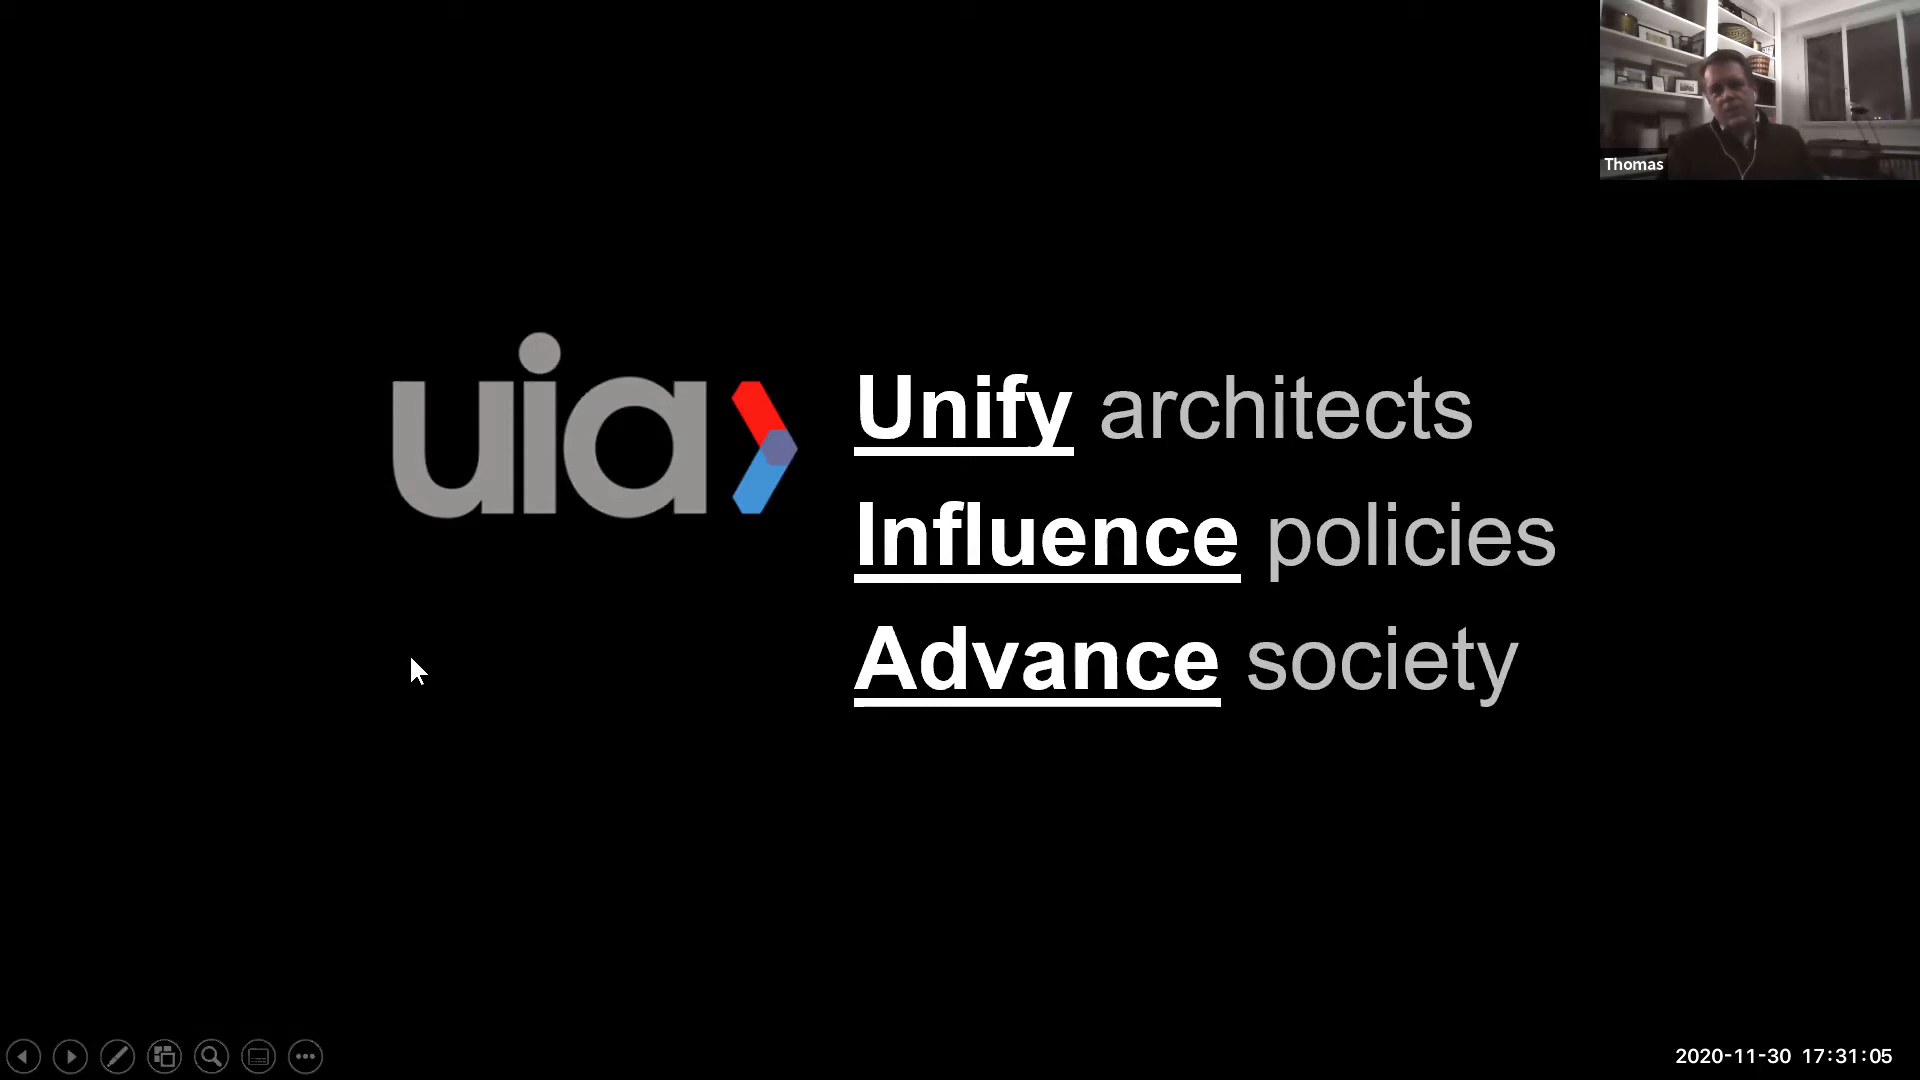 Thomas
uia
Unify architects
Influence policies
Advance society
2020-11-30 17:31:05